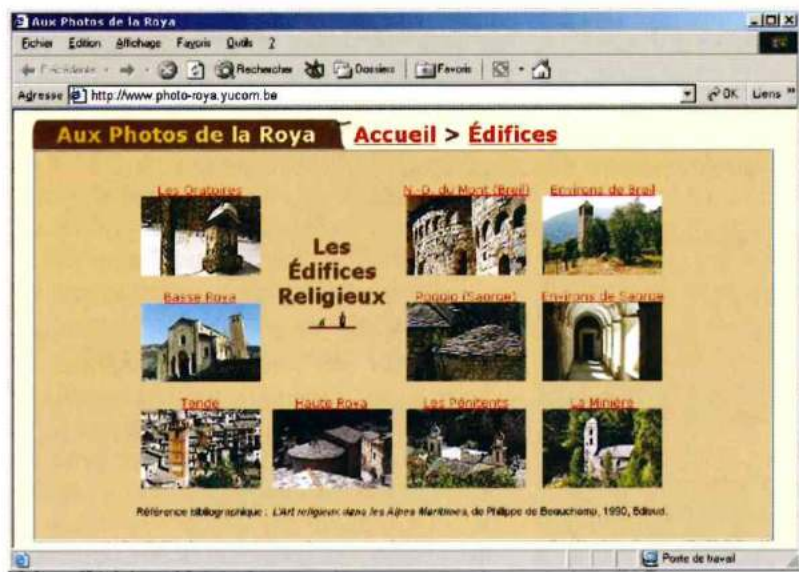 Aux Photos de la Roya
Fichier Edition Affichage Favoris Outils ?
Précédente Rechercher Dossiers Favoris
Adresse http://www.photo-roya.yucom.be OK Liens »
Aux Photos de la Roya Accueil > Édifices
Les Oratoires N.-D. du Mont (Breil) Environs de Breil
Les
Édifices
Religieux
Basse Roya Poggio (Saorge) Environs de Saorge
Tende Haute Roya Les Pénitents La Minière
Référence bibliographique : L'Art religieux dans les Alpes Maritimes, de Philippe de Beauchamp, 1990, Édisud.
Poste de travail